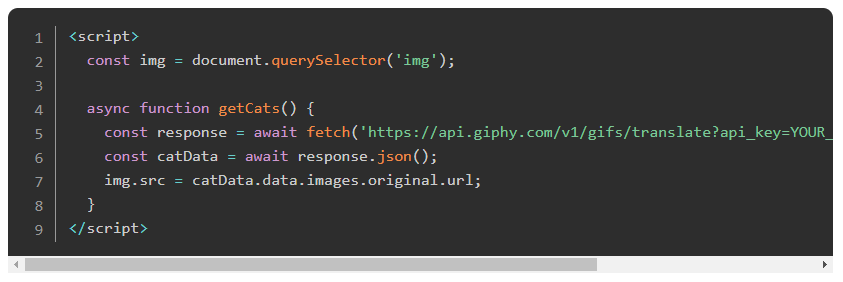 1 <script>
2 const img = document.querySelector('img');
3
4 async function getCats() {
5 const response = await fetch('https://api.giphy.com/v1/gifs/translate?api_key=YOUR_
6 const catData = await response.json();
7 img.src = catData.data.images.original.url;
8 }
9 </script>